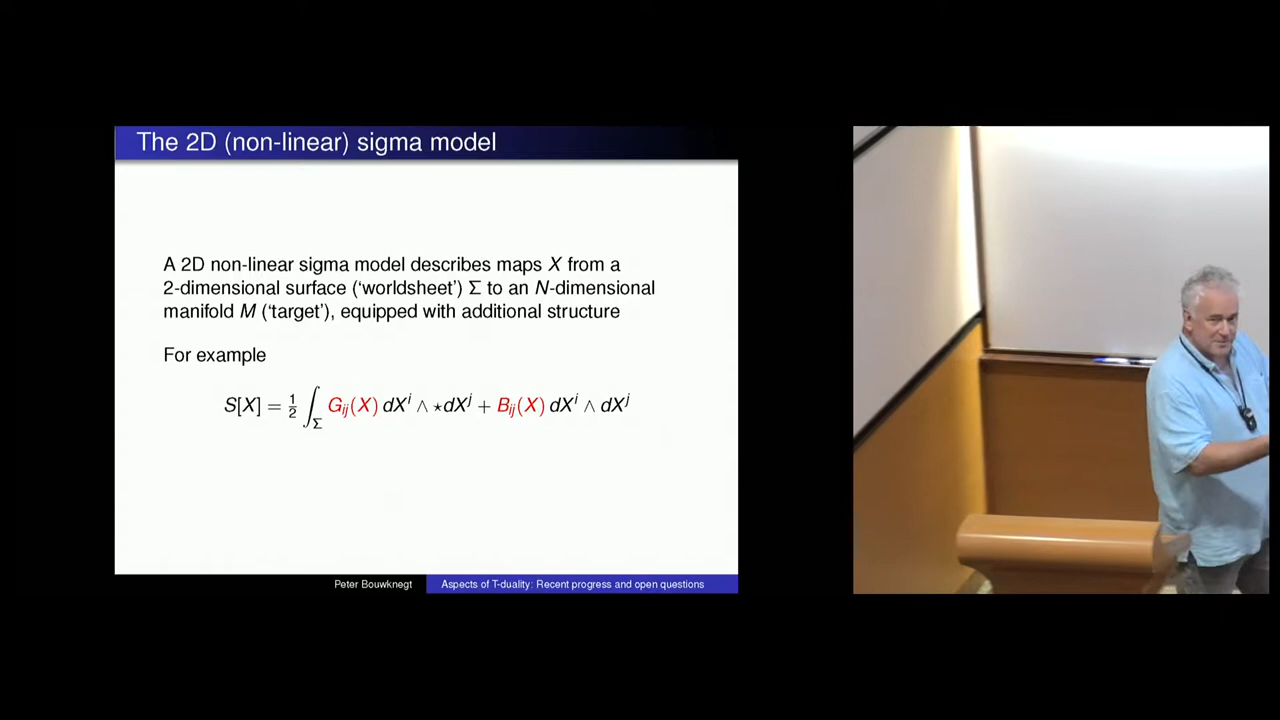 The 2D (non-linear) sigma model
A 2D non-linear sigma model describes maps X from a
2-dimensional surface (‘worldsheet’) Σ to an N-dimensional
manifold M (‘target’), equipped with additional structure
For example
S[X] = ½ ∫_Σ G_ij(X) dX^i ∧ ⋆dX^j + B_ij(X) dX^i ∧ dX^j
Peter Bouwknegt
Aspects of T-duality: Recent progress and open questions